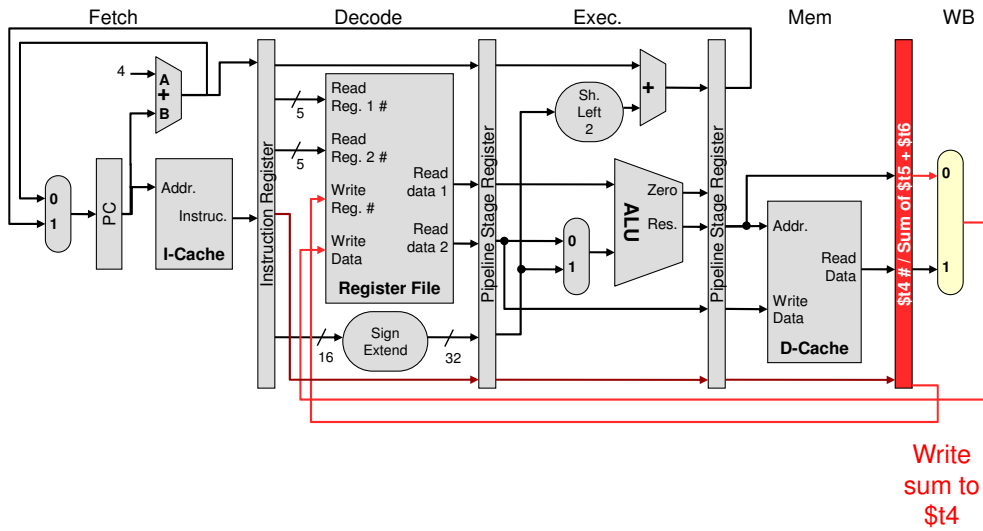 Fetch
Decode
Exec.
Mem
WB
4
A
+
B
0
1
PC
Addr.
Instruc.
I-Cache
Instruction Register
5
5
Read
Reg. 1 #
Read
Reg. 2 #
Write
Reg. #
Write
Data
Read
data 1
Read
data 2
Register File
16
Sign
Extend
32
Pipeline Stage Register
Sh.
Left
2
+
0
1
ALU
Zero
Res.
Pipeline Stage Register
Addr.
Read
Data
Write
Data
D-Cache
$t4 # / Sum of $t5 + $t6
0
1
Write
sum to
$t4